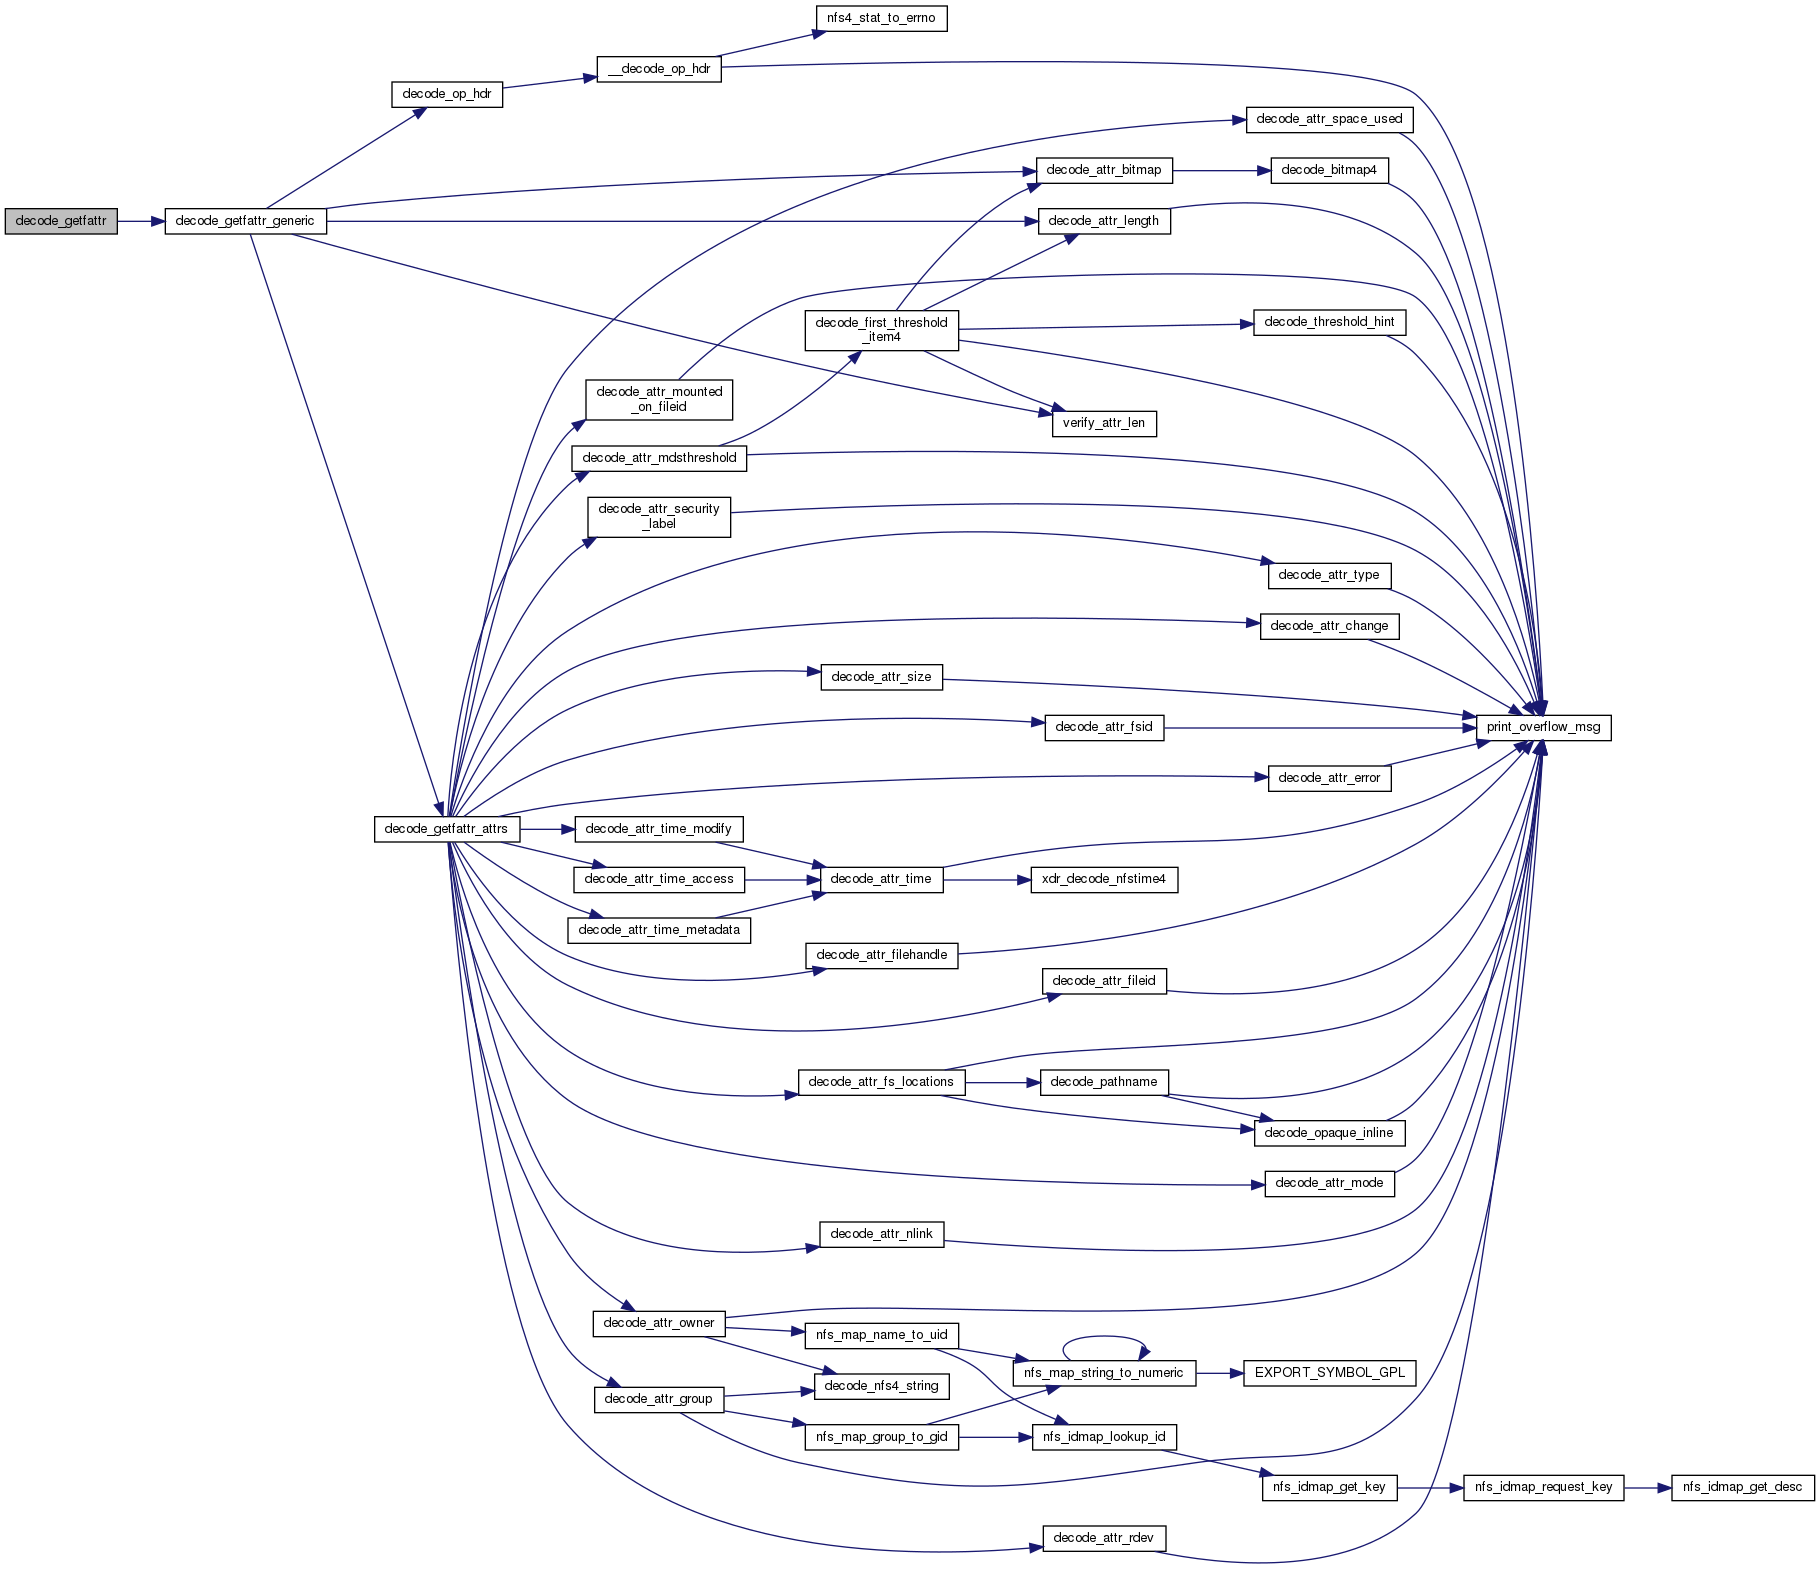 nfs4_stat_to_errno
__decode_op_hdr
decode_op_hdr
decode_attr_space_used
decode_attr_bitmap
decode_bitmap4
decode_getfattr
decode_getfattr_generic
decode_attr_length
decode_first_threshold
_item4
decode_threshold_hint
decode_attr_mounted
_on_fileid
verify_attr_len
decode_attr_mdsthreshold
decode_attr_security
_label
decode_attr_type
decode_attr_change
decode_attr_size
decode_attr_fsid
print_overflow_msg
decode_attr_error
decode_getfattr_attrs
decode_attr_time_modify
decode_attr_time_access
decode_attr_time
xdr_decode_nfstime4
decode_attr_time_metadata
decode_attr_filehandle
decode_attr_fileid
decode_attr_fs_locations
decode_pathname
decode_opaque_inline
decode_attr_mode
decode_attr_nlink
decode_attr_owner
nfs_map_name_to_uid
nfs_map_string_to_numeric
EXPORT_SYMBOL_GPL
decode_nfs4_string
decode_attr_group
nfs_map_group_to_gid
nfs_idmap_lookup_id
nfs_idmap_get_key
nfs_idmap_request_key
nfs_idmap_get_desc
decode_attr_rdev